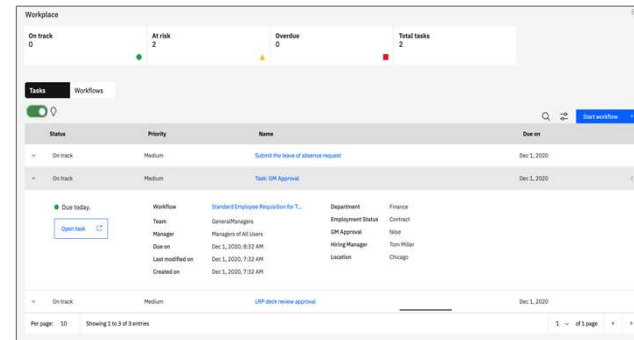 Workplace
On track
0
At risk
2
Overdue
0
Total tasks
2
Tasks Workflows
Start workflow
Status Priority Name Due on
On track Medium Submit the leave of absence request Dec 1, 2020
On track Medium Task: GM Approval Dec 1, 2020
Due today.
Open task
Workflow Standard Employee Requisition for T...
Team GeneralManagers
Manager Managers of All Users
Due on Dec 1, 2020, 8:32 AM
Last modified on Dec 1, 2020, 7:32 AM
Created on Dec 1, 2020, 7:32 AM
Department Finance
Employment Status Contract
GM Approval false
Hiring Manager Tom Miller
Location Chicago
On track Medium LRP deck review approval Dec 1, 2020
Per page: 10 Showing 1 to 3 of 3 entries 1 of 1 page